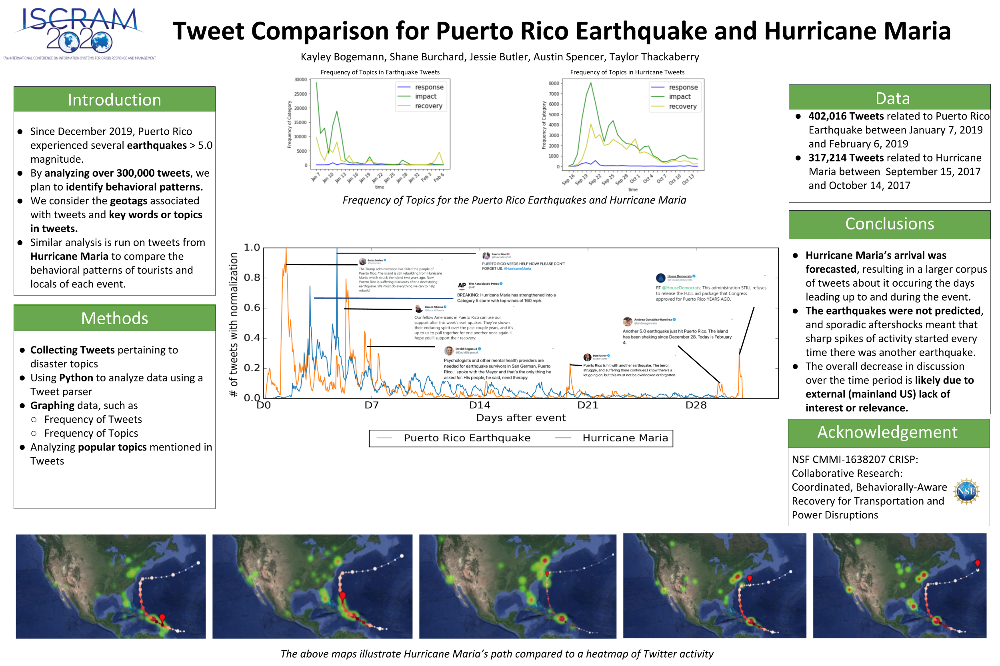 ISCRAM
2020
17TH INTERNATIONAL CONFERENCE ON INFORMATION SYSTEMS FOR CRISIS RESPONSE AND MANAGEMENT
Tweet Comparison for Puerto Rico Earthquake and Hurricane Maria
Kayley Bogemann, Shane Burchard, Jessie Butler, Austin Spencer, Taylor Thackaberry
Introduction
● Since December 2019, Puerto Rico
experienced several earthquakes > 5.0
magnitude.
● By analyzing over 300,000 tweets, we
plan to identify behavioral patterns.
● We consider the geotags associated
with tweets and key words or topics
in tweets.
● Similar analysis is run on tweets from
Hurricane Maria to compare the
behavioral patterns of tourists and
locals of each event.
Methods
● Collecting Tweets pertaining to
disaster topics
● Using Python to analyze data using a
Tweet parser
● Graphing data, such as
○ Frequency of Tweets
○ Frequency of Topics
● Analyzing popular topics mentioned in
Tweets
Frequency of Topics in Earthquake Tweets
Frequency of Category
30000
25000
20000
15000
10000
5000
0
response
impact
recovery
Jan 7 Jan 10 Jan 13 Jan 16 Jan 19 Jan 22 Jan 25 Jan 28 Jan 31 Feb 3 Feb 6
time
Frequency of Topics in Hurricane Tweets
Frequency of Category
8000
7000
6000
5000
4000
3000
2000
1000
0
response
impact
recovery
Sep 16 Sep 19 Sep 22 Sep 25 Sep 28 Oct 1 Oct 4 Oct 7 Oct 10 Oct 13
time
Frequency of Topics for the Puerto Rico Earthquakes and Hurricane Maria
# of tweets with normalization
1.0
0.8
0.6
0.4
0.2
0.0
Bernie Sanders
@SenSanders
The Trump administration has failed the people of
Puerto Rico. The island is still rebuilding from Hurricane
Maria, which struck the island two years ago. Now
Puerto Rico is suffering blackouts after a devastating
earthquake. We must do everything we can to help
rebuild.
Puerto Rico
@PuertoRicoPUR
PUERTO RICO NEEDS HELP NOW! PLEASE DON'T
FORGET US. #HurricaneMaria
AP The Associated Press
@AP
BREAKING: Hurricane Maria has strengthened into a
Category 5 storm with top winds of 160 mph.
Barack Obama
@BarackObama
Our fellow Americans in Puerto Rico can use our
support after this week's earthquakes. They've shown
their enduring spirit over the past couple years, and it's
up to us to pull together for one another once again. I
hope you'll support their recovery:
David Begnaud
@DavidBegnaud
Psychologists and other mental health providers are
needed for earthquake survivors in San German, Puerto
Rico. I spoke with the Mayor and that's the only thing he
asked for. His people, he said, need therapy.
House Democrats
@HouseDemocrats
RT @HouseDemocrats: This administration STILL refuses
to release the FULL aid package that Congress
approved for Puerto Rico YEARS AGO.
Andrea González-Ramírez
@andreagonram
Another 5.0 earthquake just hit Puerto Rico. The island
has been shaking since December 28. Today is February
4.
Dan Rather
@DanRather
Puerto Rico is hit with another earthquake. The terror,
struggle, and suffering there continues.I know there's a
lot going on, but this must not be overlooked or forgotten.
D0 D7 D14 D21 D28
Days after event
Puerto Rico Earthquake Hurricane Maria
Data
● 402,016 Tweets related to Puerto Rico
Earthquake between January 7, 2019
and February 6, 2019
● 317,214 Tweets related to Hurricane
Maria between September 15, 2017
and October 14, 2017
Conclusions
● Hurricane Maria's arrival was
forecasted, resulting in a larger corpus
of tweets about it occuring the days
leading up to and during the event.
● The earthquakes were not predicted,
and sporadic aftershocks meant that
sharp spikes of activity started every
time there was another earthquake.
● The overall decrease in discussion
over the time period is likely due to
external (mainland US) lack of
interest or relevance.
Acknowledgement
NSF CMMI-1638207 CRISP:
Collaborative Research:
Coordinated, Behaviorally-Aware
Recovery for Transportation and
Power Disruptions
NSF
The above maps illustrate Hurricane Maria's path compared to a heatmap of Twitter activity